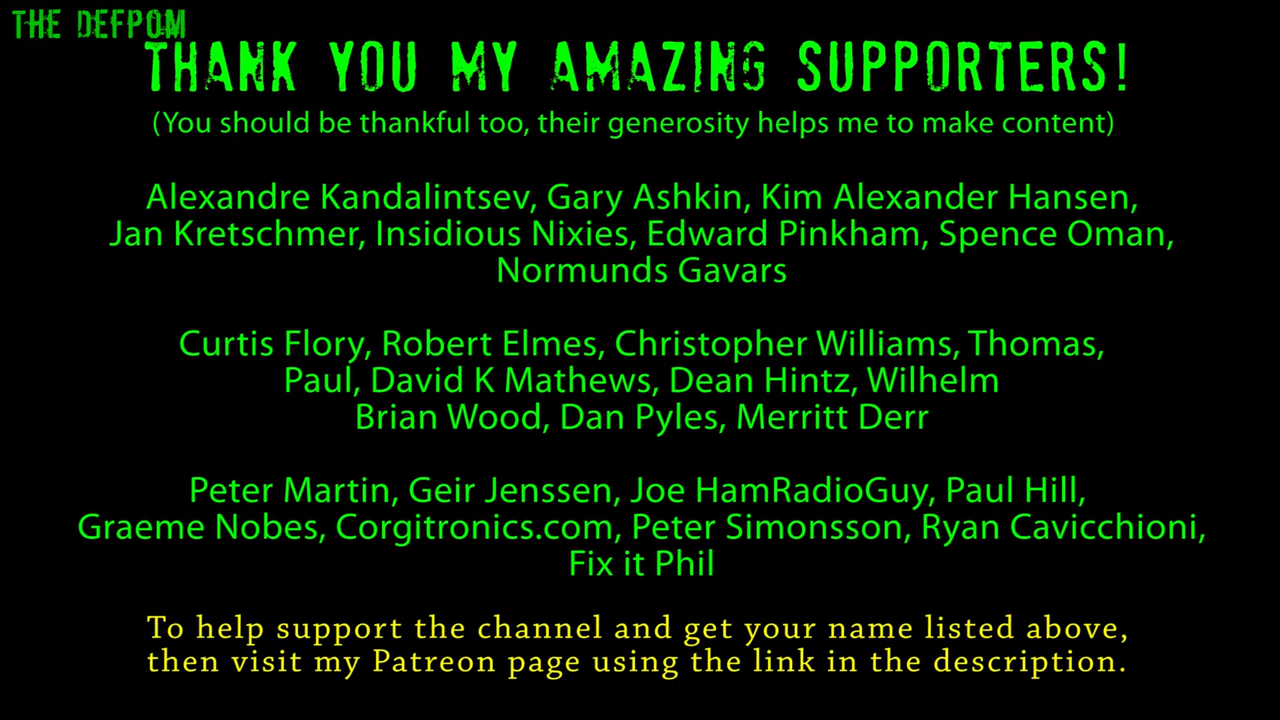 THE DEFPOM
THANK YOU MY AMAZING SUPPORTERS!
(You should be thankful too, their generosity helps me to make content)
Alexandre Kandalintsev, Gary Ashkin, Kim Alexander Hansen,
Jan Kretschmer, Insidious Nixies, Edward Pinkham, Spence Oman,
Normunds Gavars
Curtis Flory, Robert Elmes, Christopher Williams, Thomas,
Paul, David K Mathews, Dean Hintz, Wilhelm
Brian Wood, Dan Pyles, Merritt Derr
Peter Martin, Geir Jenssen, Joe HamRadioGuy, Paul Hill,
Graeme Nobes, Corgitronics.com, Peter Simonsson, Ryan Cavicchioni,
Fix it Phil
To help support the channel and get your name listed above,
then visit my Patreon page using the link in the description.